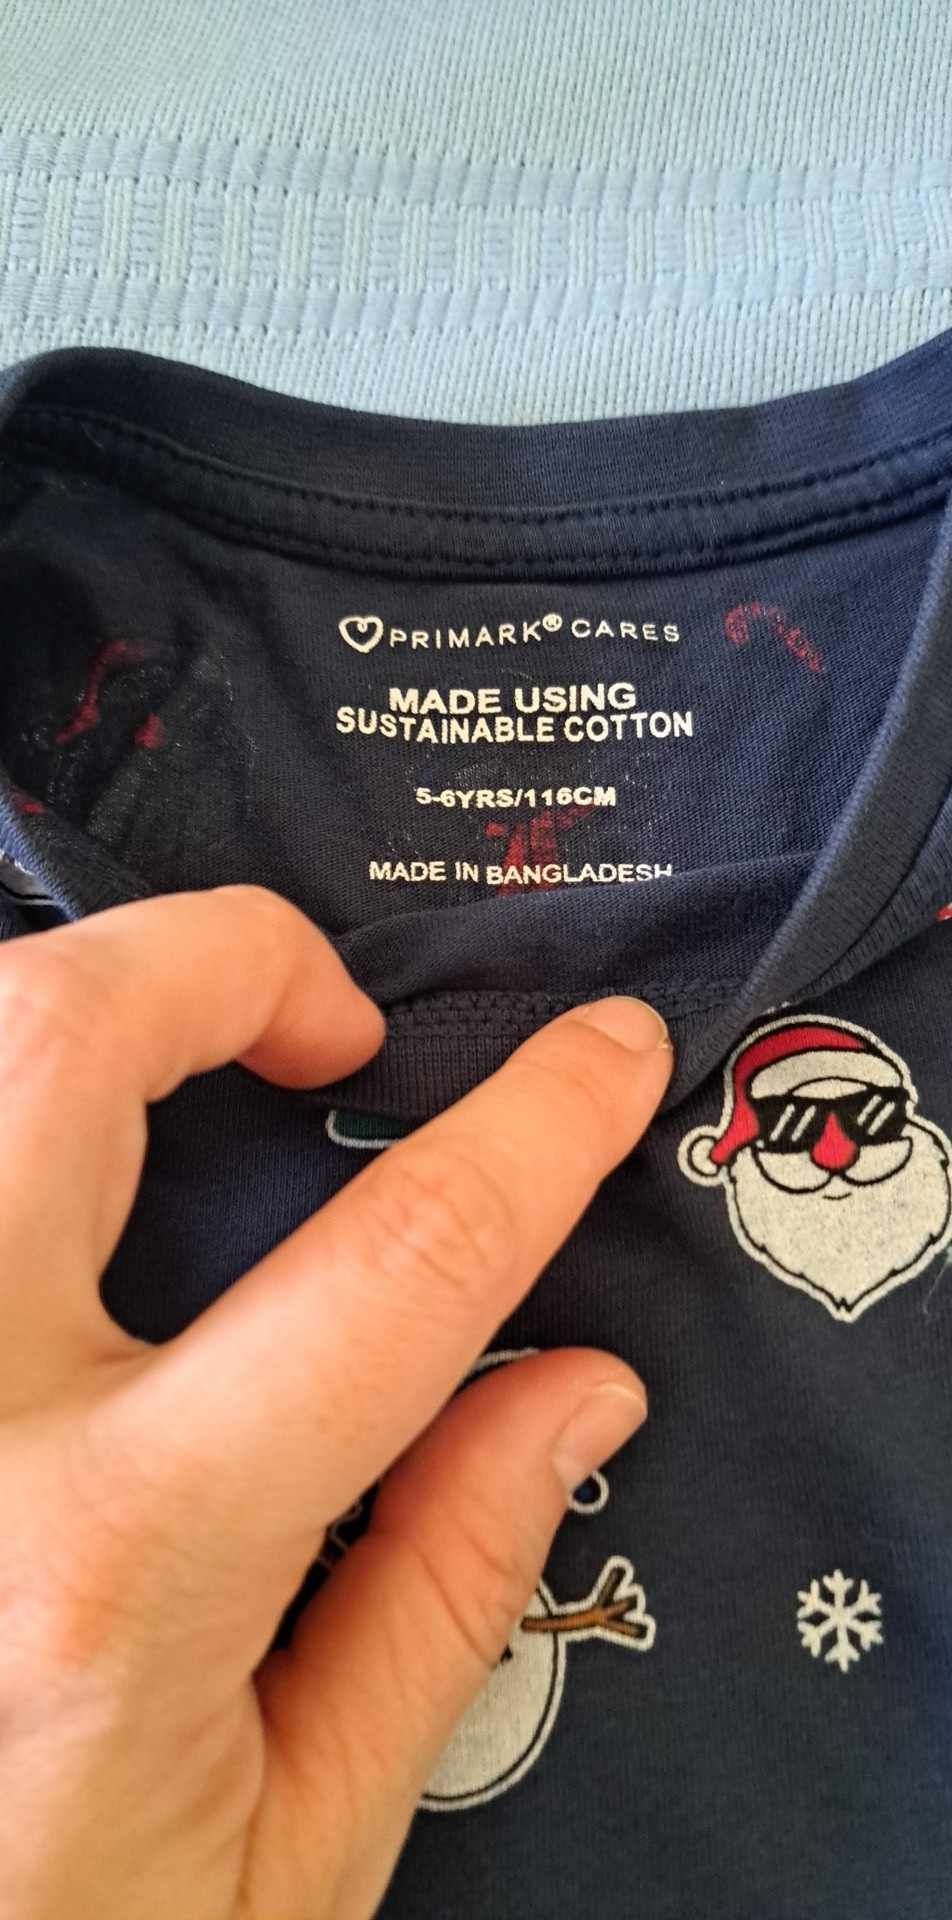 PRIMARK® CARES
MADE USING
SUSTAINABLE COTTON
5-6YRS/116CM
MADE IN BANGLADESH